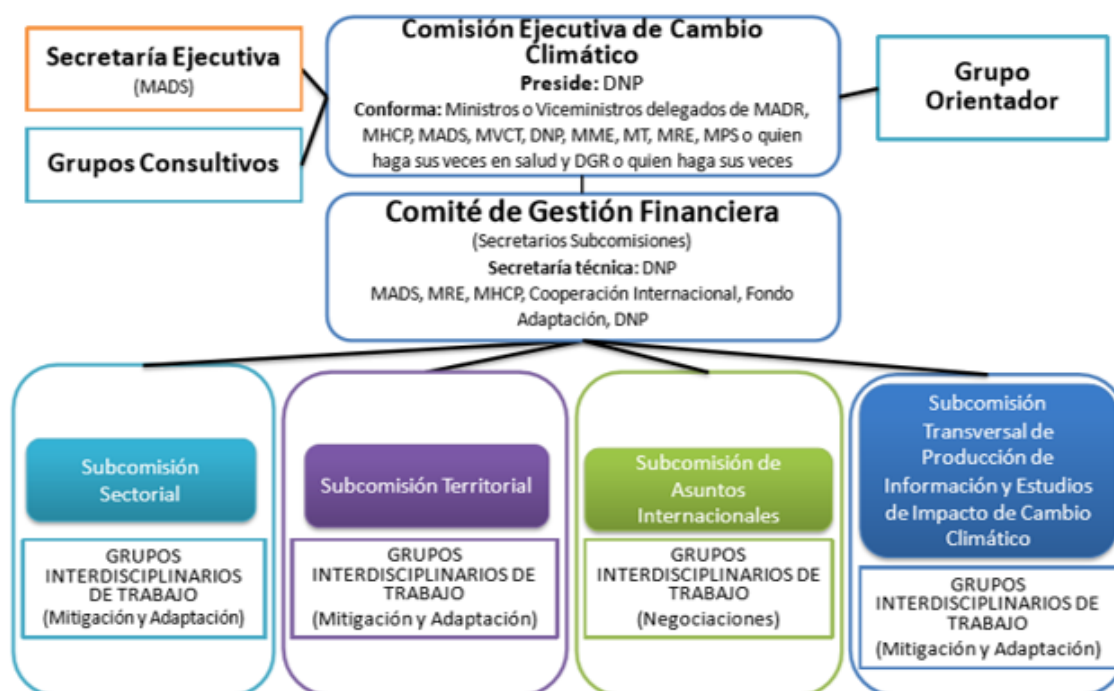 Secretaría Ejecutiva
(MADS)
Grupos Consultivos
Comisión Ejecutiva de Cambio
Climático
Preside: DNP
Conforma: Ministros o Viceministros delegados de MADR,
MHCP, MADS, MVCT, DNP, MME, MT, MRE, MPS o quien
haga sus veces en salud y DGR o quien haga sus veces
Grupo
Orientador
Comité de Gestión Financiera
(Secretarios Subcomisiones)
Secretaría técnica: DNP
MADS, MRE, MHCP, Cooperación Internacional, Fondo
Adaptación, DNP
Subcomisión
Sectorial
GRUPOS
INTERDISCIPLINARIOS
DE TRABAJO
(Mitigación y Adaptación)
Subcomisión Territorial
GRUPOS
INTERDISCIPLINARIOS DE
TRABAJO
(Mitigación y Adaptación)
Subcomisión de
Asuntos
Internacionales
GRUPOS
INTERDISCIPLINARIOS DE
TRABAJO
(Negociaciones)
Subcomisión
Transversal de
Producción de
Información y Estudios
de Impacto de Cambio
Climático
GRUPOS
INTERDISCIPLINARIOS DE
TRABAJO
(Mitigación y Adaptación)